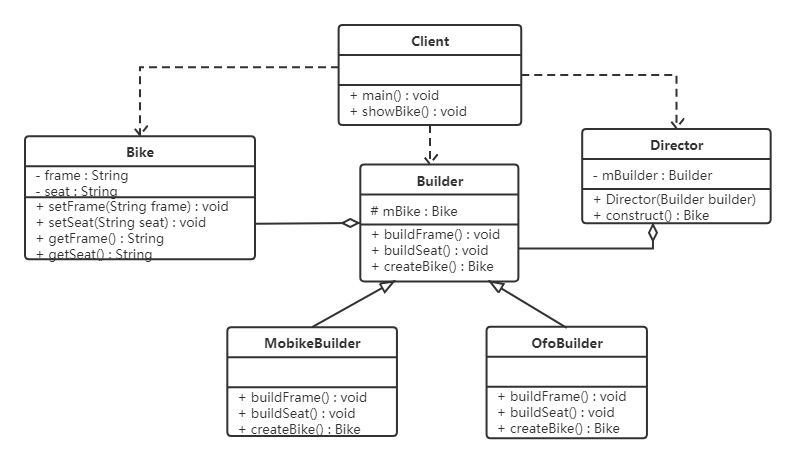 Client
+ main() : void
+ showBike() : void
Bike
- frame : String
- seat : String
+ setFrame(String frame) : void
+ setSeat(String seat) : void
+ getFrame() : String
+ getSeat() : String
Builder
# mBike : Bike
+ buildFrame() : void
+ buildSeat() : void
+ createBike() : Bike
Director
- mBuilder : Builder
+ Director(Builder builder)
+ construct() : Bike
MobikeBuilder
+ buildFrame() : void
+ buildSeat() : void
+ createBike() : Bike
OfoBuilder
+ buildFrame() : void
+ buildSeat() : void
+ createBike() : Bike